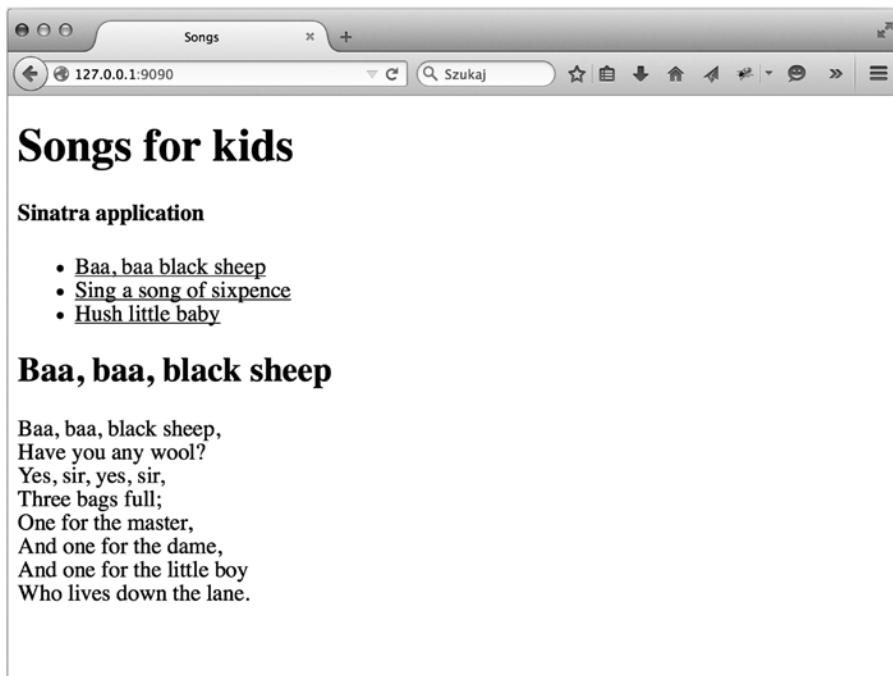 Songs
127.0.0.1:9090
Szukaj
Songs for kids
Sinatra application
• Baa, baa black sheep
• Sing a song of sixpence
• Hush little baby
Baa, baa, black sheep
Baa, baa, black sheep,
Have you any wool?
Yes, sir, yes, sir,
Three bags full;
One for the master,
And one for the dame,
And one for the little boy
Who lives down the lane.